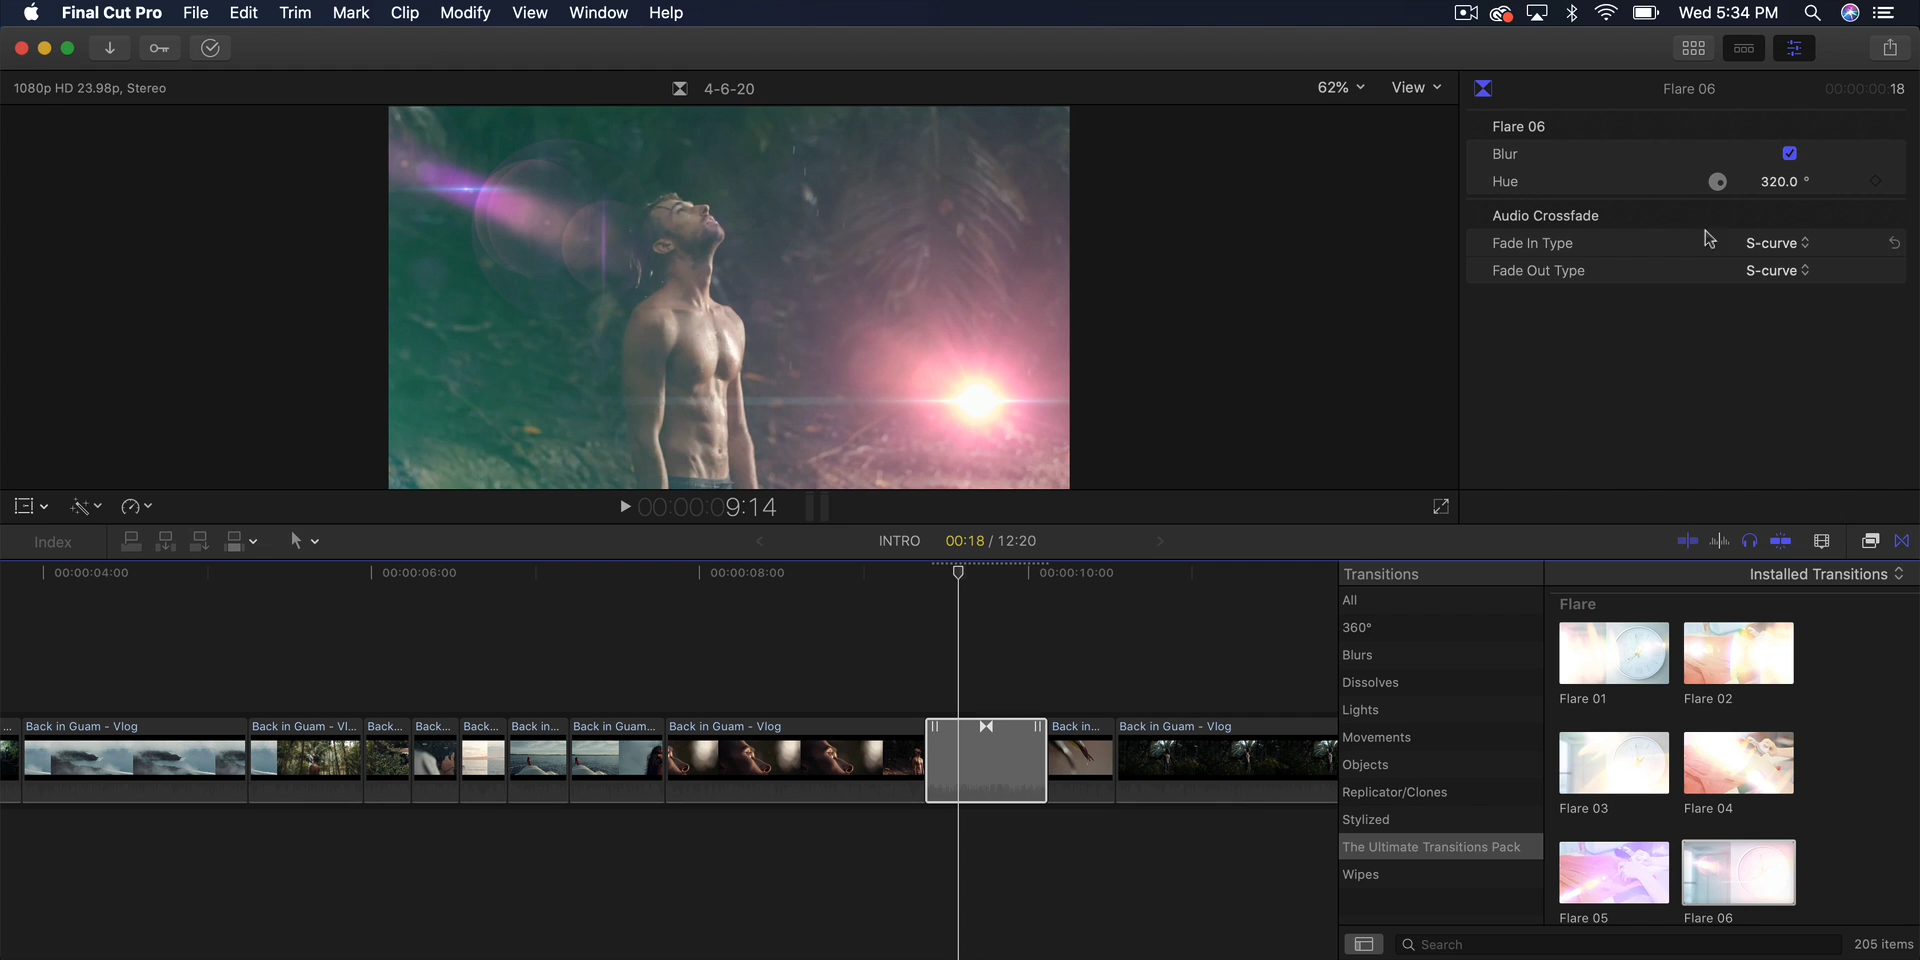 Final Cut Pro File Edit Trim Mark Clip Modify View Window Help Wed 5:34 PM
1080p HD 23.98p, Stereo 4-6-20 62% View Flare 06 00:00:00:18
Flare 06
Blur
Hue 320.0 °
Audio Crossfade
Fade In Type S-curve
Fade Out Type S-curve
00:00:09:14
Index INTRO 00:18 / 12:20
00:00:04:00 00:00:06:00 00:00:08:00 00:00:10:00
Transitions Installed Transitions
All
360°
Blurs
Dissolves
Lights
Movements
Objects
Replicator/Clones
Stylized
The Ultimate Transitions Pack
Wipes
Flare
Flare 01 Flare 02
Flare 03 Flare 04
Flare 05 Flare 06
... Back in Guam - Vlog Back in Guam - Vl... Back... Back... Back... Back in... Back in Guam... Back in Guam - Vlog Back in... Back in Guam - Vlog
Search 205 items